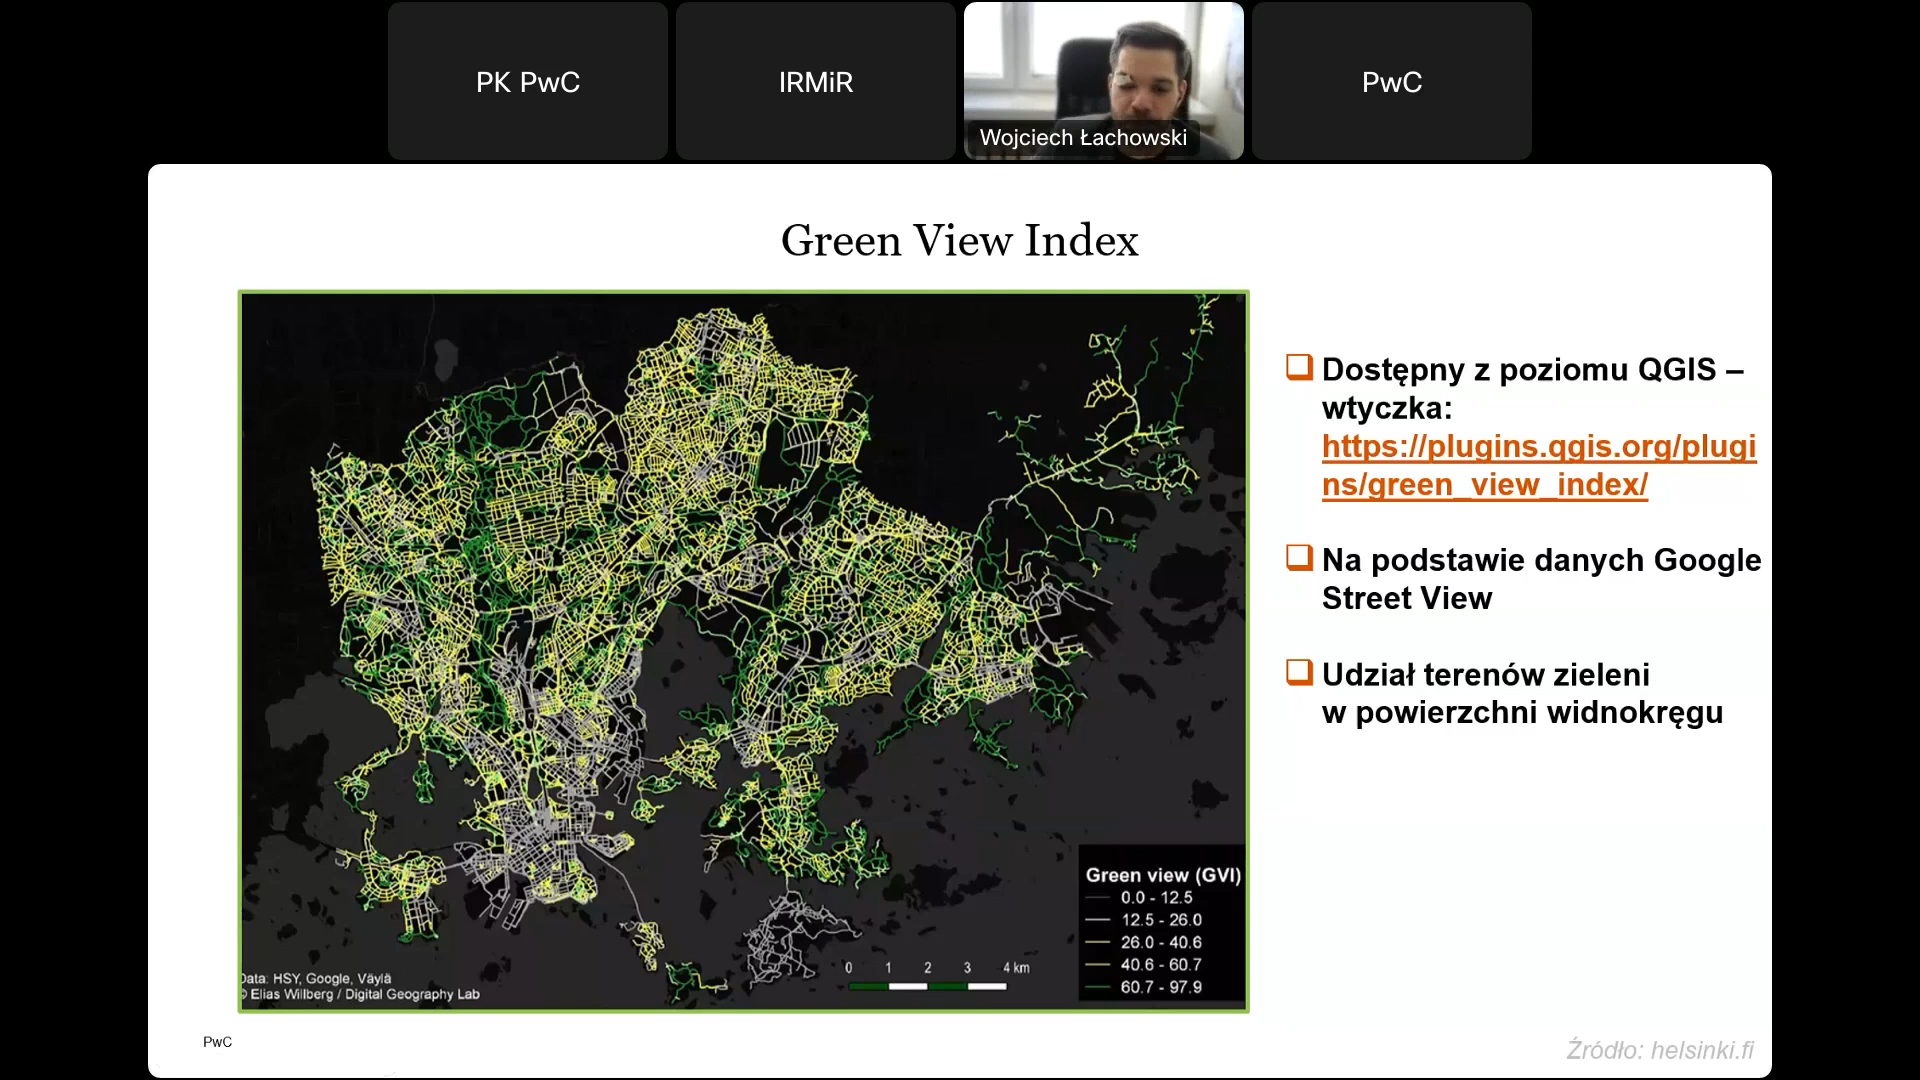 PK PwC
IRMiR
Wojciech Łachowski
PwC
Green View Index
Dostępny z poziomu QGIS –
wtyczka:
https://plugins.qgis.org/plugi
ns/green_view_index/
Na podstawie danych Google
Street View
Udział terenów zieleni
w powierzchni widnokręgu
Green view (GVI)
0.0 - 12.5
12.5 - 26.0
26.0 - 40.6
40.6 - 60.7
60.7 - 97.9
0 1 2 3 4 km
Data: HSY, Google, Väylä
© Elias Willberg / Digital Geography Lab
PwC
Źródło: helsinki.fi